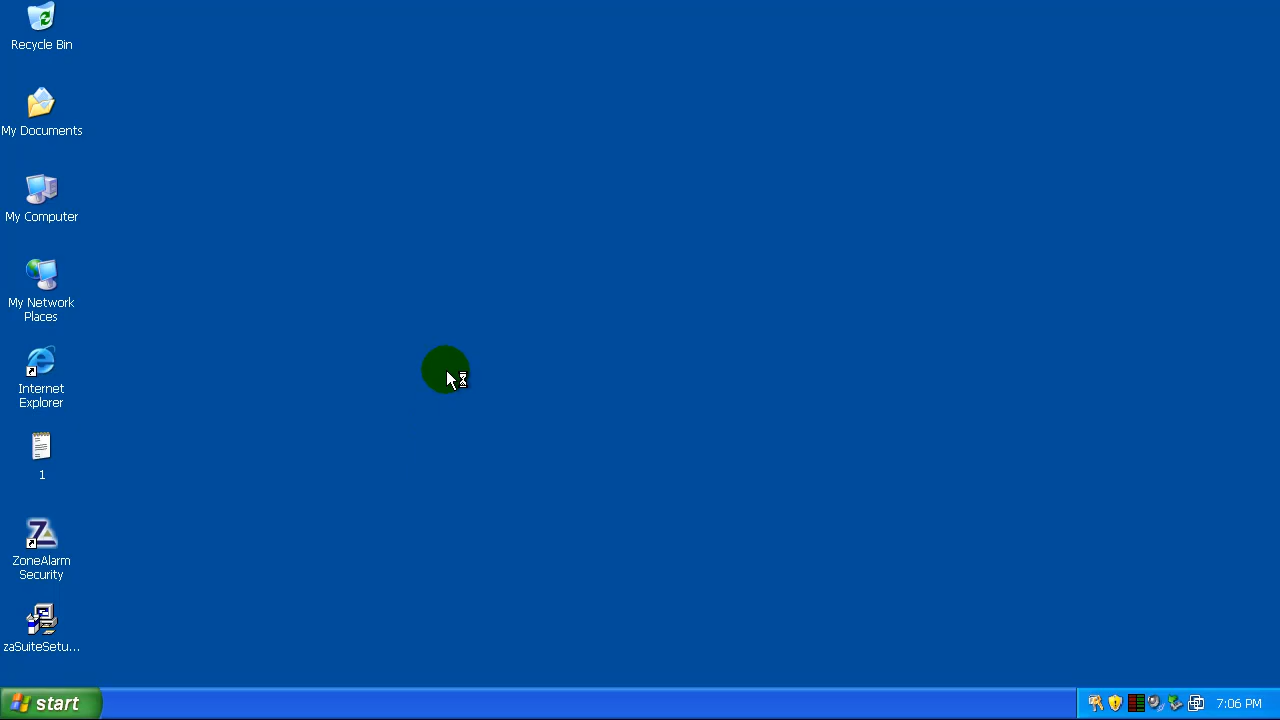 Recycle Bin
My Documents
My Computer
My Network
Places
Internet
Explorer
1
ZoneAlarm
Security
zaSuiteSetu...
start
7:06 PM